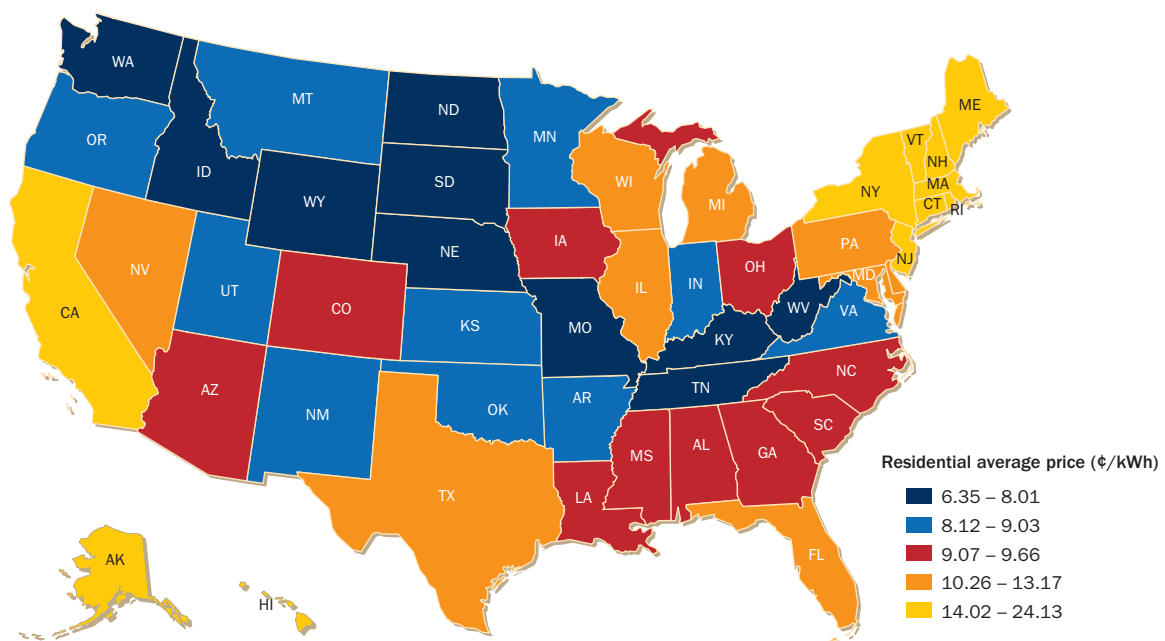 WA
MT
ND
MN
ME
OR
ID
WY
SD
WI
MI
VT
NH
NY
MA
CT
RI
NE
IA
PA
NJ
NV
UT
CO
IL
IN
OH
MD
CA
KS
MO
WV
VA
KY
AZ
NM
OK
AR
TN
NC
SC
TX
LA
MS
AL
GA
FL
AK
HI
Residential average price (¢/kWh)
6.35 – 8.01
8.12 – 9.03
9.07 – 9.66
10.26 – 13.17
14.02 – 24.13